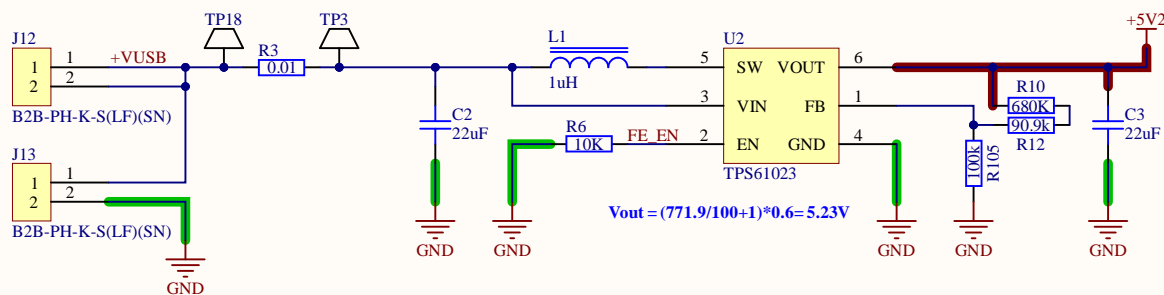 TP18
TP3
+5V2
J12
R3
L1
U2
1
+VUSB
0.01
5
SW
VOUT
6
1
2
2
1uH
R10
B2B-PH-K-S(LF)(SN)
3
VIN
FB
1
680K
C2
22uF
90.9k
C3
22uF
R6
FE_EN
R12
J13
10K
2
EN
GND
4
100k
R105
1
1
2
2
TPS61023
B2B-PH-K-S(LF)(SN)
Vout = (771.9/100+1)*0.6= 5.23V
GND
GND
GND
GND
GND
GND